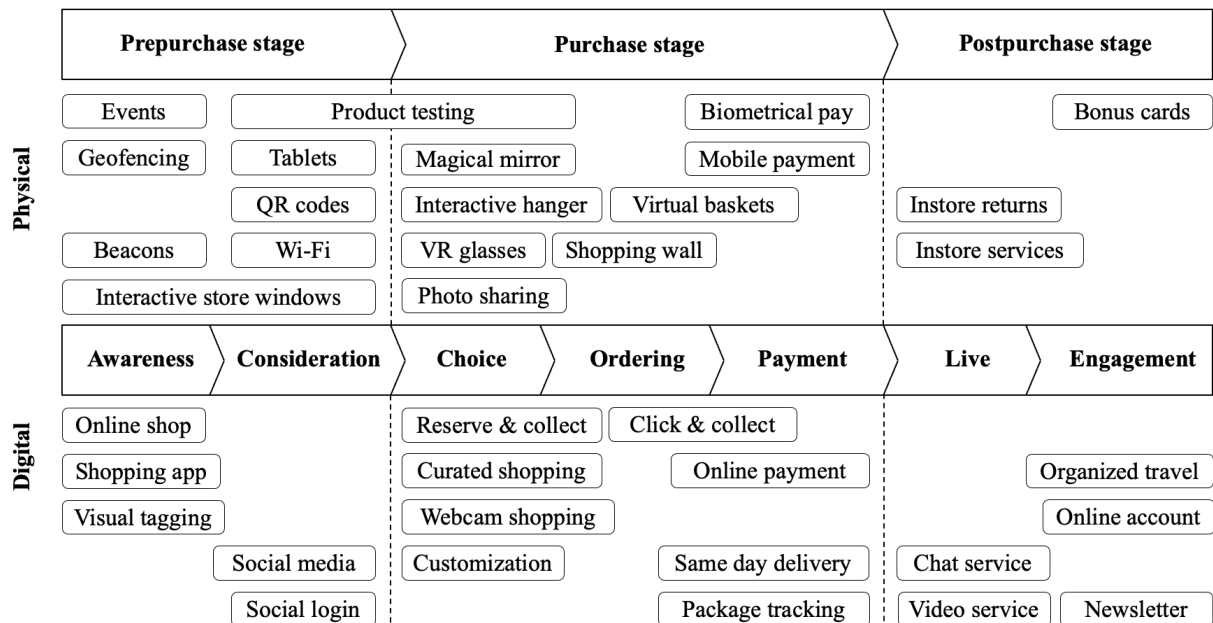 Prepurchase stage Purchase stage Postpurchase stage
Physical
Events Product testing Biometrical pay Bonus cards
Geofencing Tablets Magical mirror Mobile payment
QR codes Interactive hanger Virtual baskets Instore returns
Beacons Wi-Fi VR glasses Shopping wall Instore services
Interactive store windows Photo sharing
Awareness Consideration Choice Ordering Payment Live Engagement
Digital
Online shop Reserve & collect Click & collect
Shopping app Curated shopping Online payment Organized travel
Visual tagging Webcam shopping Online account
Social media Customization Same day delivery Chat service
Social login Package tracking Video service Newsletter